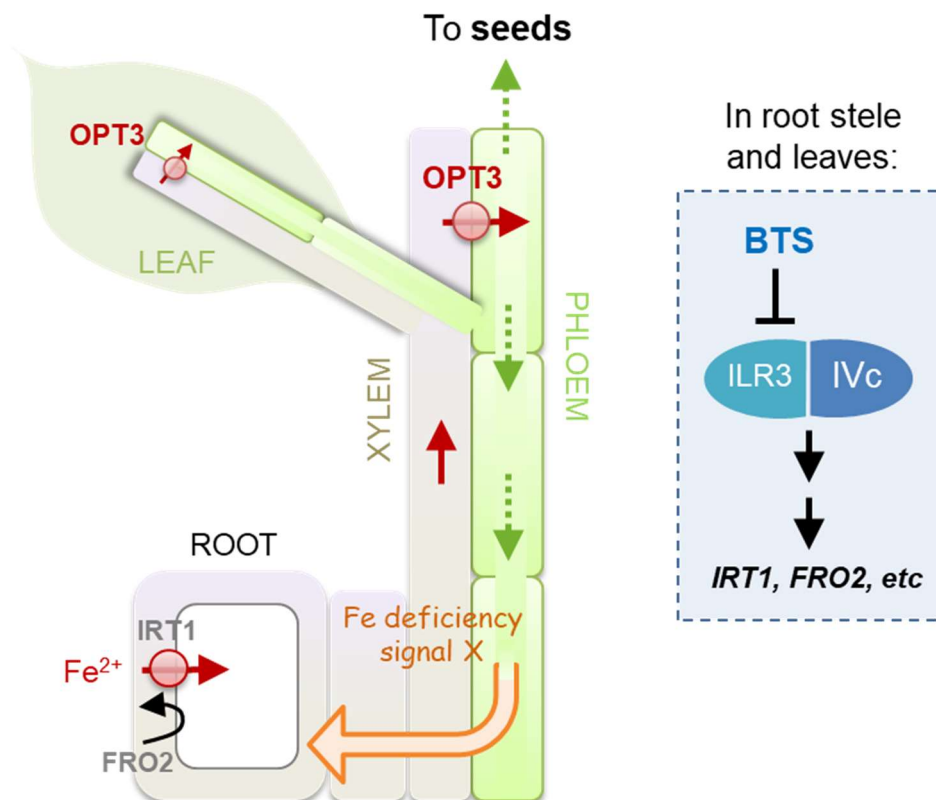 To seeds
OPT3
LEAF
OPT3
XYLEM
PHLOEM
ROOT
IRT1
Fe²⁺
FRO2
Fe deficiency
signal X
In root stele
and leaves:
BTS
ILR3
IVc
IRT1, FRO2, etc